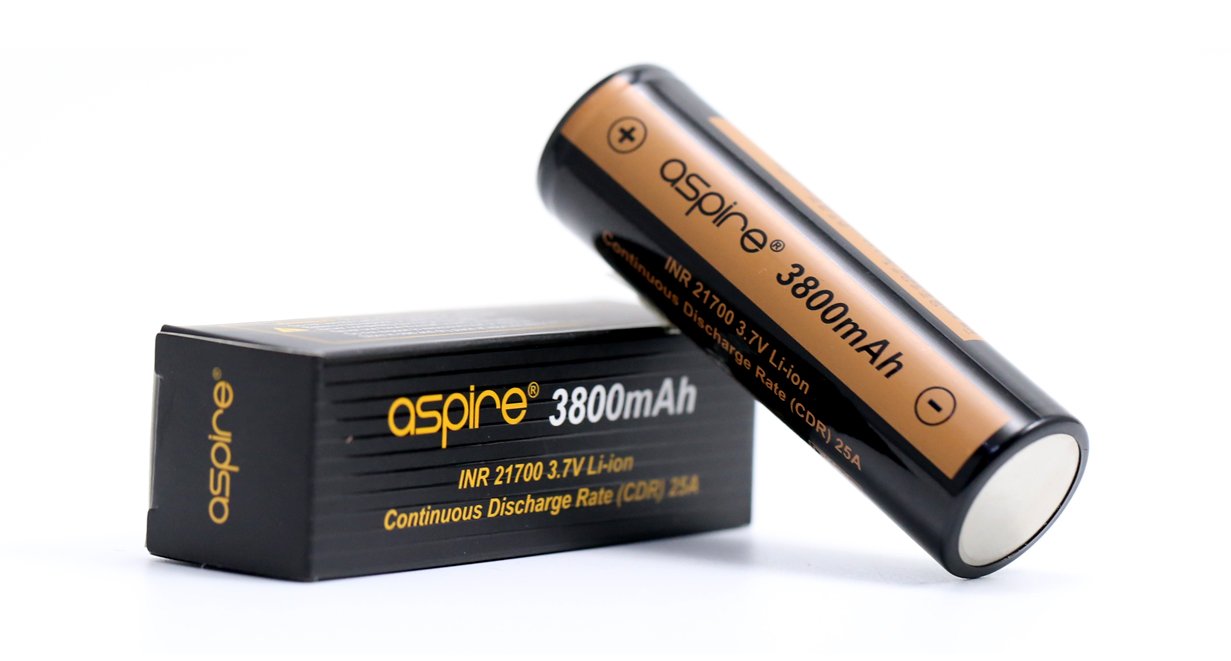 aspire®
aspire® 3800mAh
INR 21700 3.7V Li-ion
Continuous Discharge Rate (CDR) 25A
+ aspire® 3800mAh -
INR 21700 3.7V Li-ion
Continuous Discharge Rate (CDR) 25A